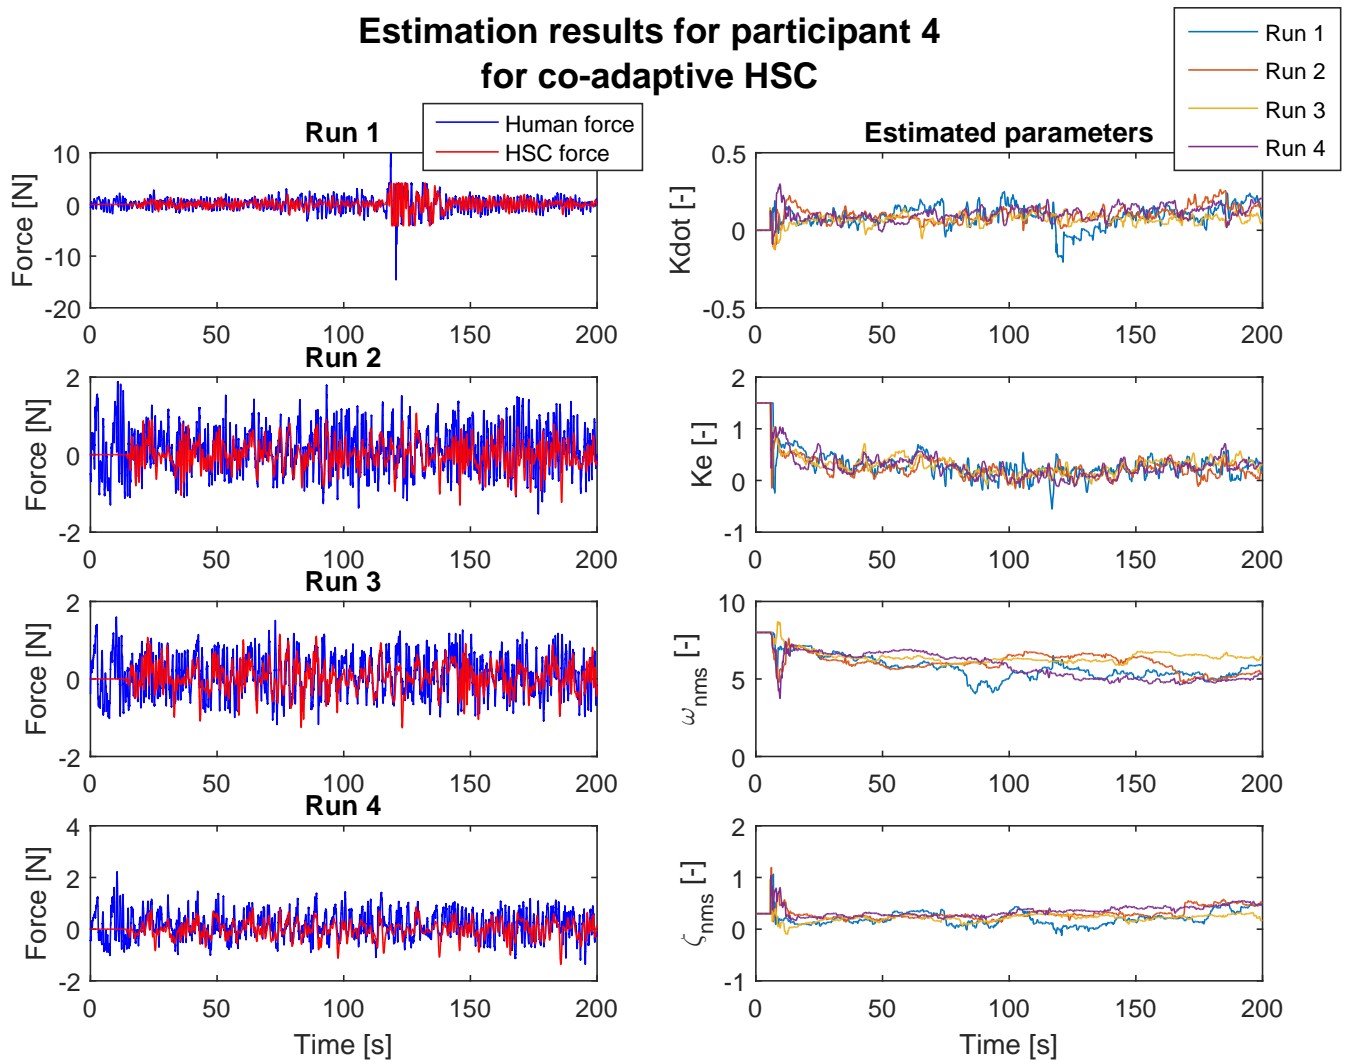 Estimation results for participant 4
for co-adaptive HSC
Run 1
Run 2
Run 3
Run 4
Run 1
Human force
HSC force
Force [N]
10
0
-10
-20
0 50 100 150 200
Estimated parameters
Kdot [-]
0.5
0
-0.5
0 50 100 150 200
Run 2
Force [N]
2
0
-2
0 50 100 150 200
Ke [-]
2
1
0
-1
0 50 100 150 200
Run 3
Force [N]
2
0
-2
0 50 100 150 200
ωnms [-]
10
5
0
0 50 100 150 200
Run 4
Force [N]
4
2
0
-2
0 50 100 150 200
Time [s]
ζnms [-]
2
1
0
-1
0 50 100 150 200
Time [s]